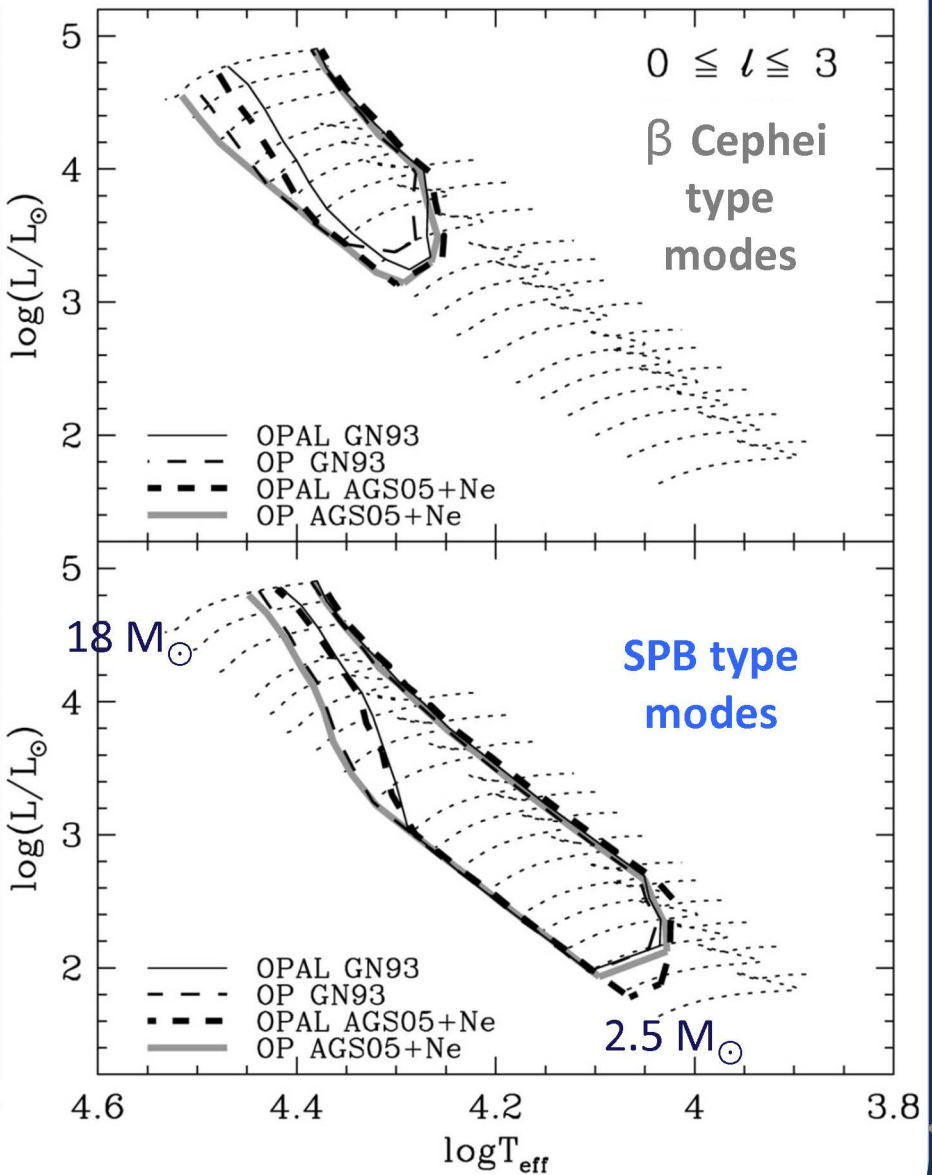 5
4
3
2
log(L/L☉)
0 ≦ ℓ ≦ 3
β Cephei
type
modes
OPAL GN93
OP GN93
OPAL AGS05+Ne
OP AGS05+Ne
5
4
3
2
log(L/L☉)
18 M☉
SPB type
modes
OPAL GN93
OP GN93
OPAL AGS05+Ne
OP AGS05+Ne
2.5 M☉
4.6 4.4 4.2 4 3.8
logTeff